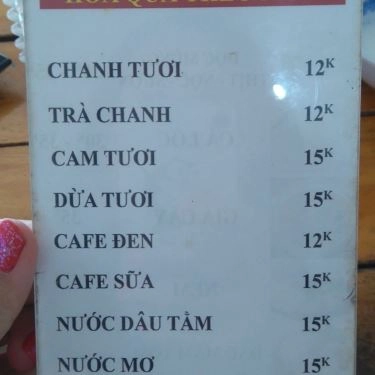 CHANH TƯƠI 12K
TRÀ CHANH 12K
CAM TƯƠI 15K
DỪA TƯƠI 15K
CAFE ĐEN 12K
CAFE SỮA 15K
NƯỚC DÂU TẰM 15K
NƯỚC MƠ 15K